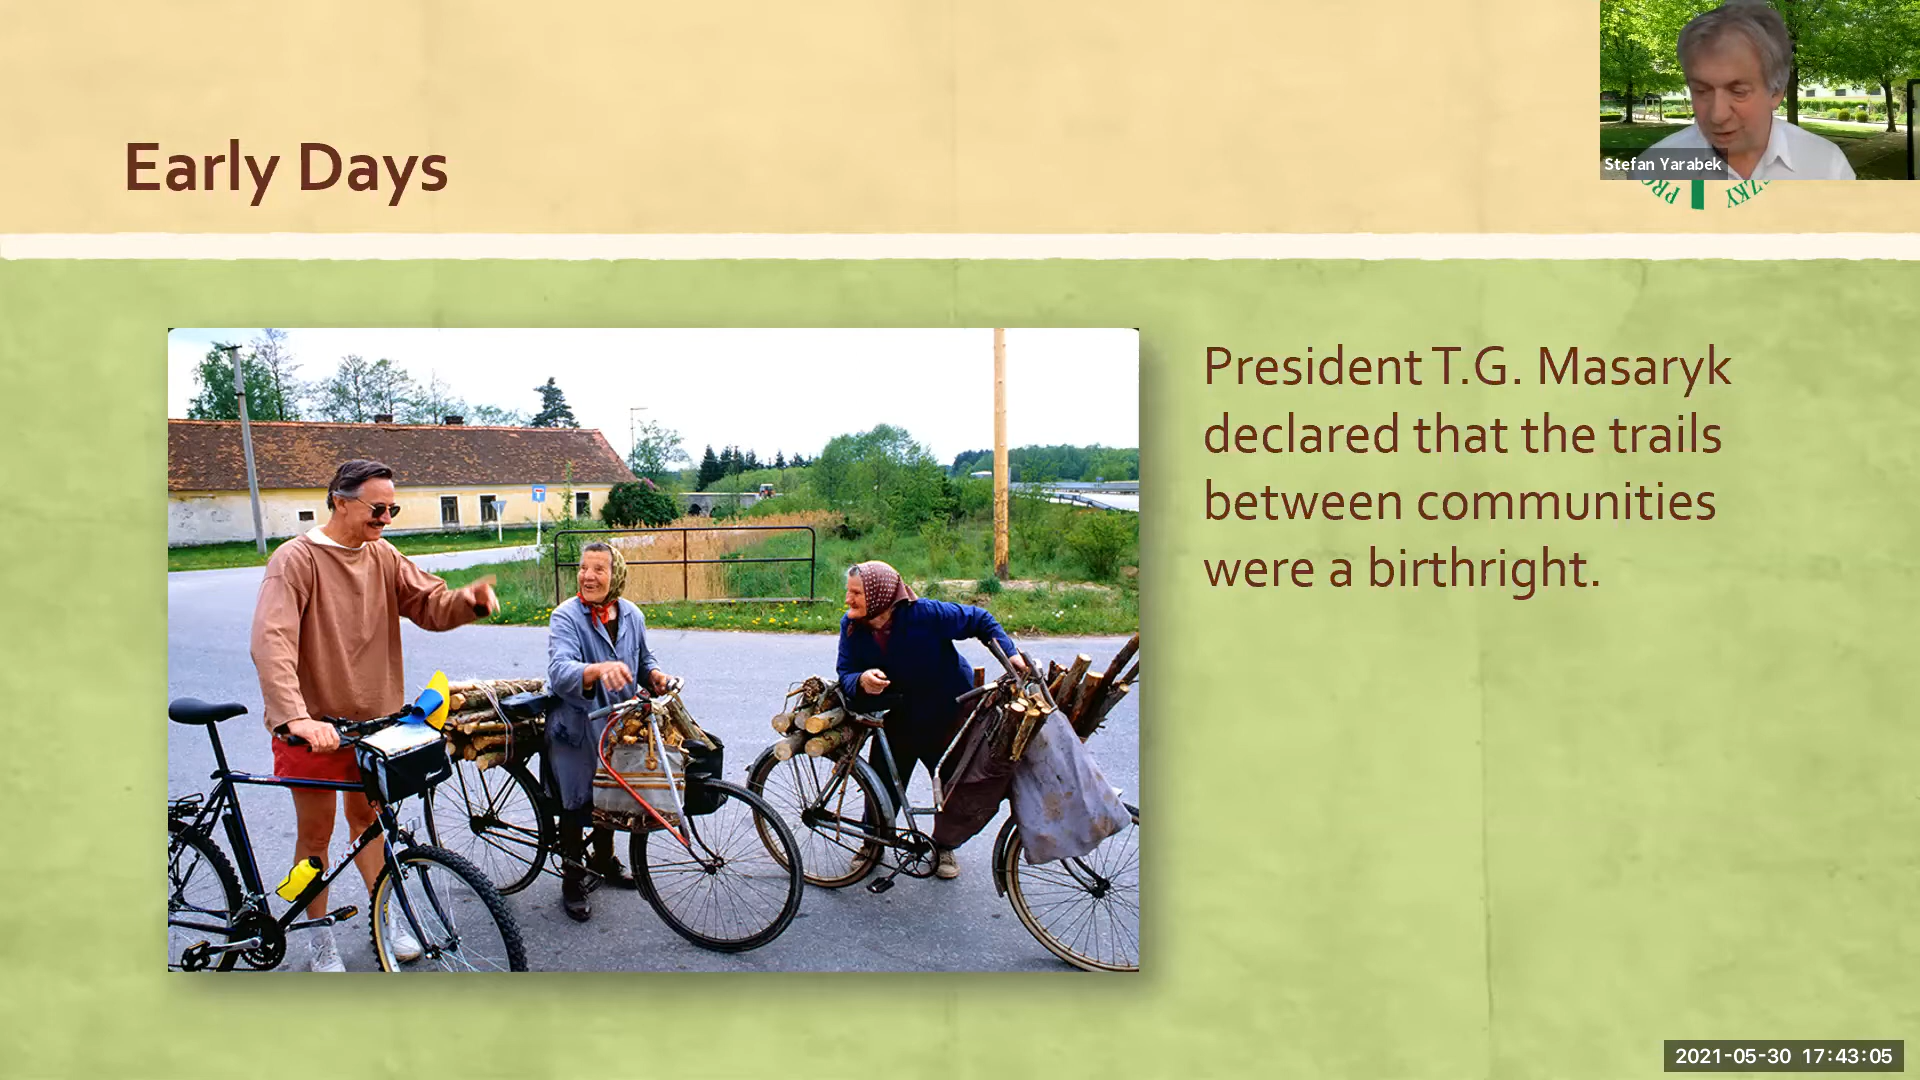 Early Days
Stefan Yarabek
President T.G. Masaryk
declared that the trails
between communities
were a birthright.
2021-05-30 17:43:05